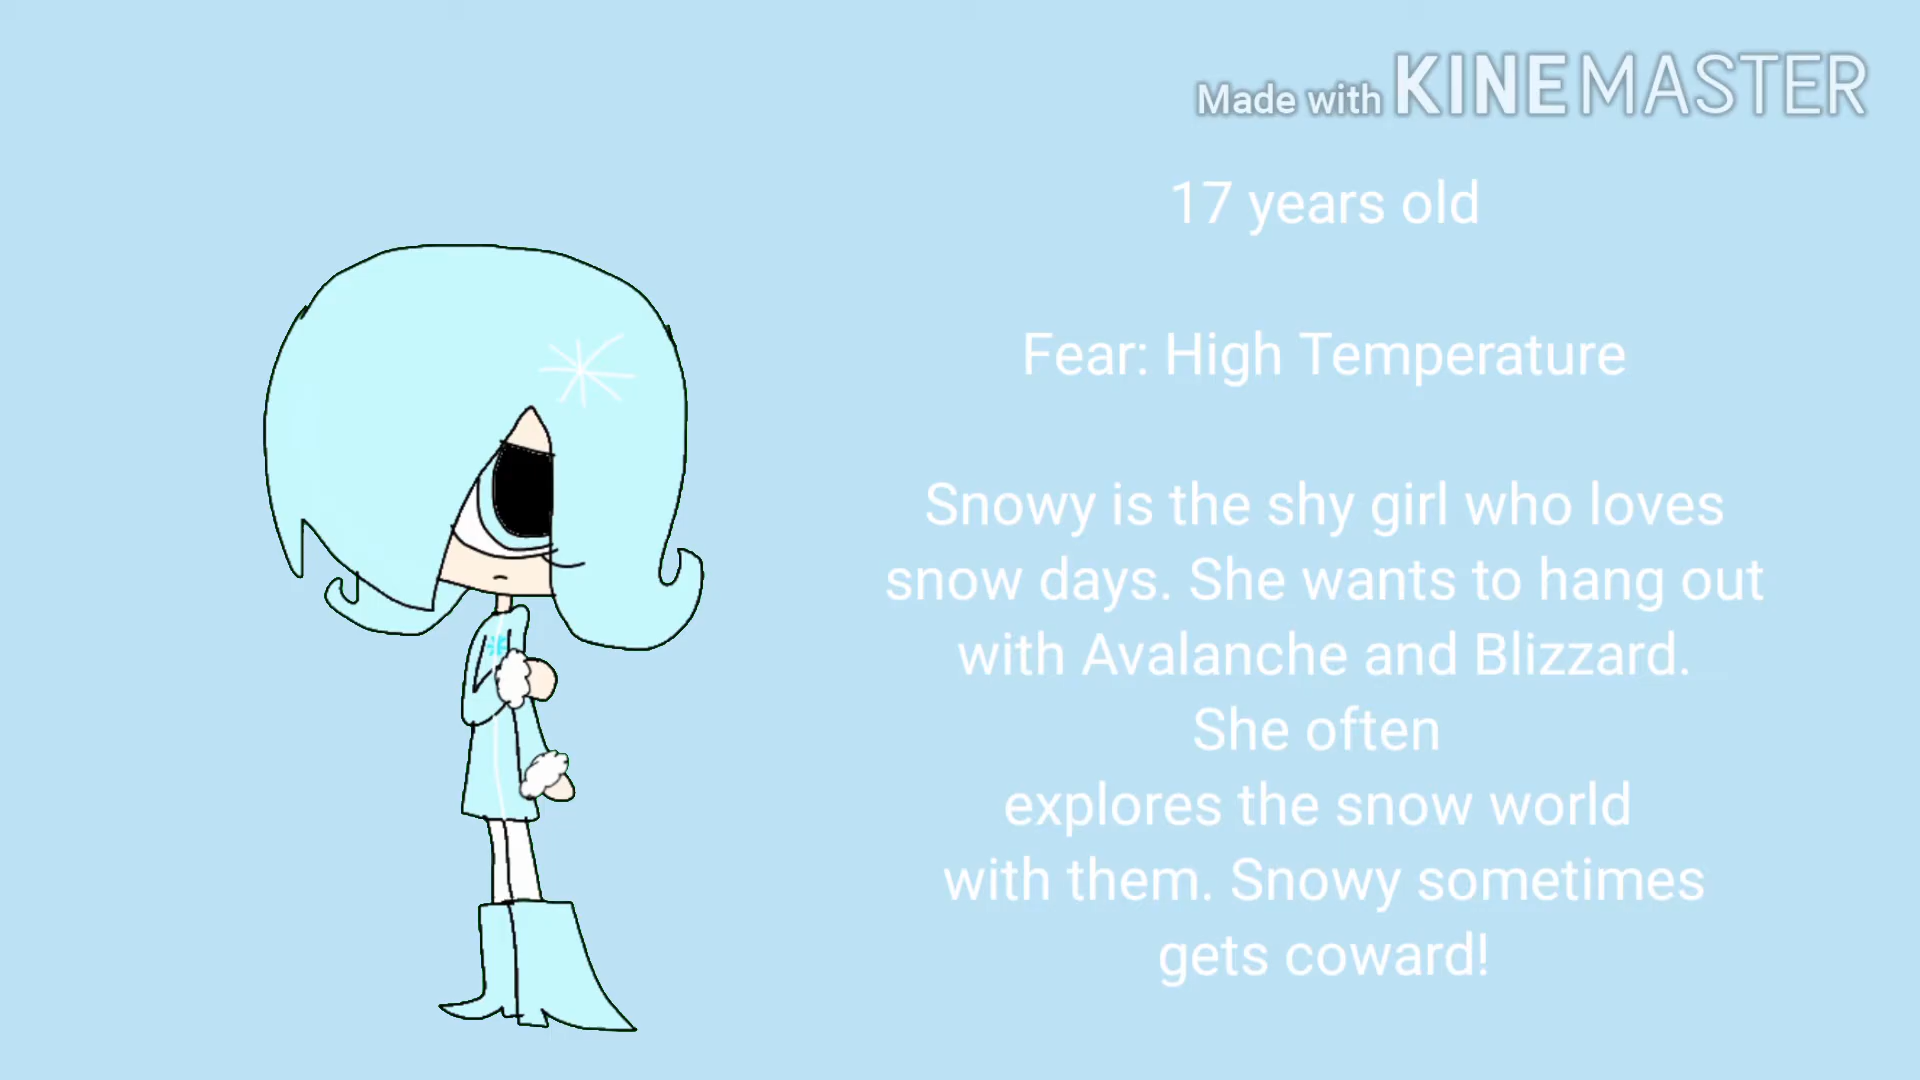 Made with KINEMASTER
17 years old
Fear: High Temperature
Snowy is the shy girl who loves
snow days. She wants to hang out
with Avalanche and Blizzard.
She often
explores the snow world
with them. Snowy sometimes
gets coward!